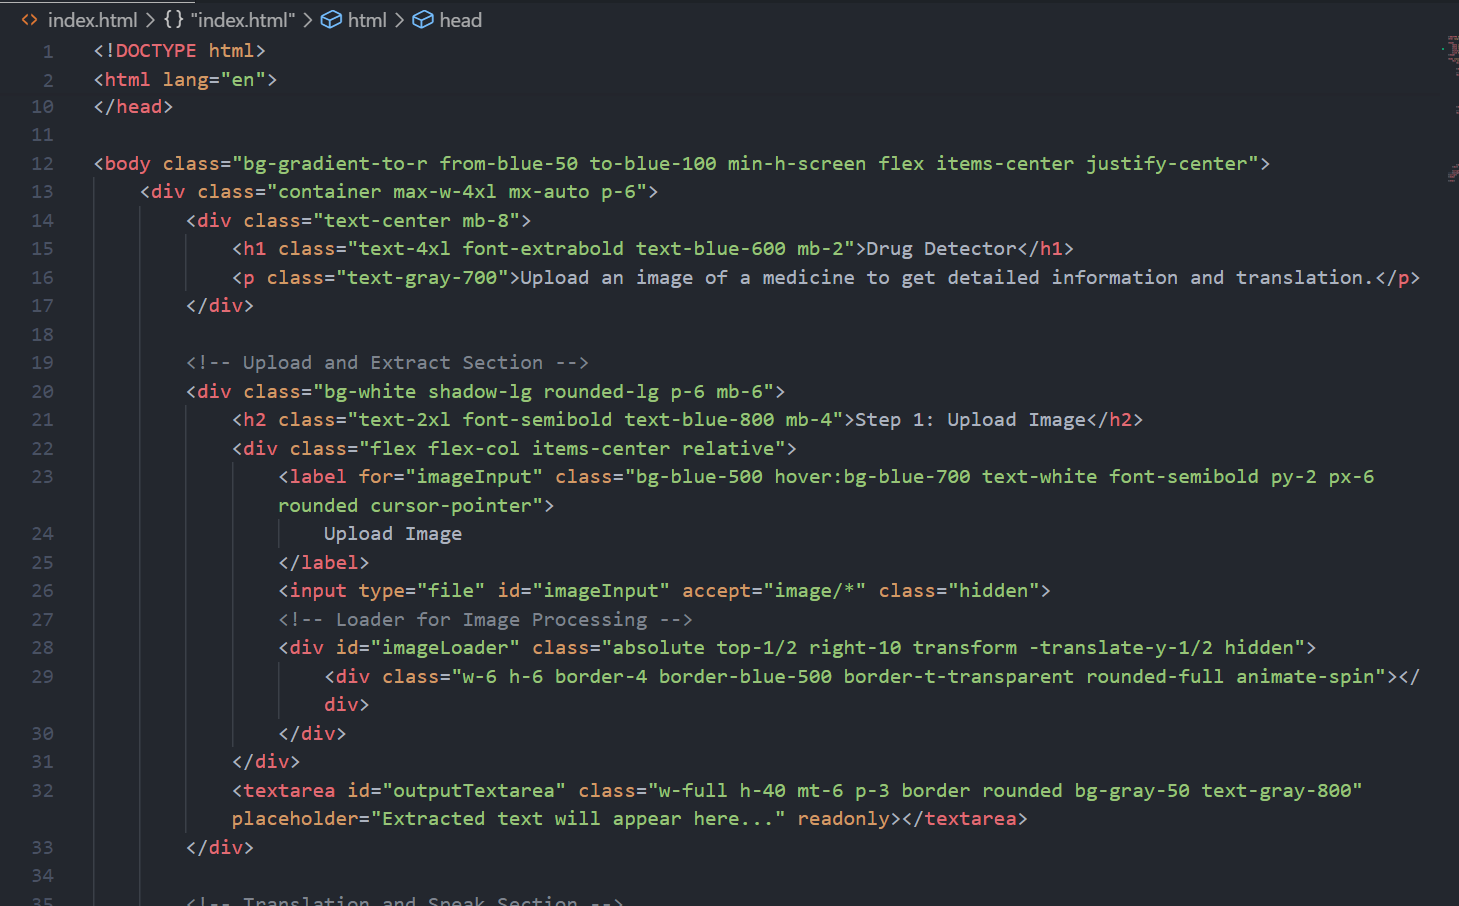 index.html > {} "index.html" > html > head
1 <!DOCTYPE html>
2 <html lang="en">
10 </head>
11
12 <body class="bg-gradient-to-r from-blue-50 to-blue-100 min-h-screen flex items-center justify-center">
13 <div class="container max-w-4xl mx-auto p-6">
14 <div class="text-center mb-8">
15 <h1 class="text-4xl font-extrabold text-blue-600 mb-2">Drug Detector</h1>
16 <p class="text-gray-700">Upload an image of a medicine to get detailed information and translation.</p>
17 </div>
18
19 <!-- Upload and Extract Section -->
20 <div class="bg-white shadow-lg rounded-lg p-6 mb-6">
21 <h2 class="text-2xl font-semibold text-blue-800 mb-4">Step 1: Upload Image</h2>
22 <div class="flex flex-col items-center relative">
23 <label for="imageInput" class="bg-blue-500 hover:bg-blue-700 text-white font-semibold py-2 px-6
rounded cursor-pointer">
24 Upload Image
25 </label>
26 <input type="file" id="imageInput" accept="image/*" class="hidden">
27 <!-- Loader for Image Processing -->
28 <div id="imageLoader" class="absolute top-1/2 right-10 transform -translate-y-1/2 hidden">
29 <div class="w-6 h-6 border-4 border-blue-500 border-t-transparent rounded-full animate-spin"></
div>
30 </div>
31 </div>
32 <textarea id="outputTextarea" class="w-full h-40 mt-6 p-3 border rounded bg-gray-50 text-gray-800"
placeholder="Extracted text will appear here..." readonly></textarea>
33 </div>
34
35 <!-- Translation and Speak Section -->